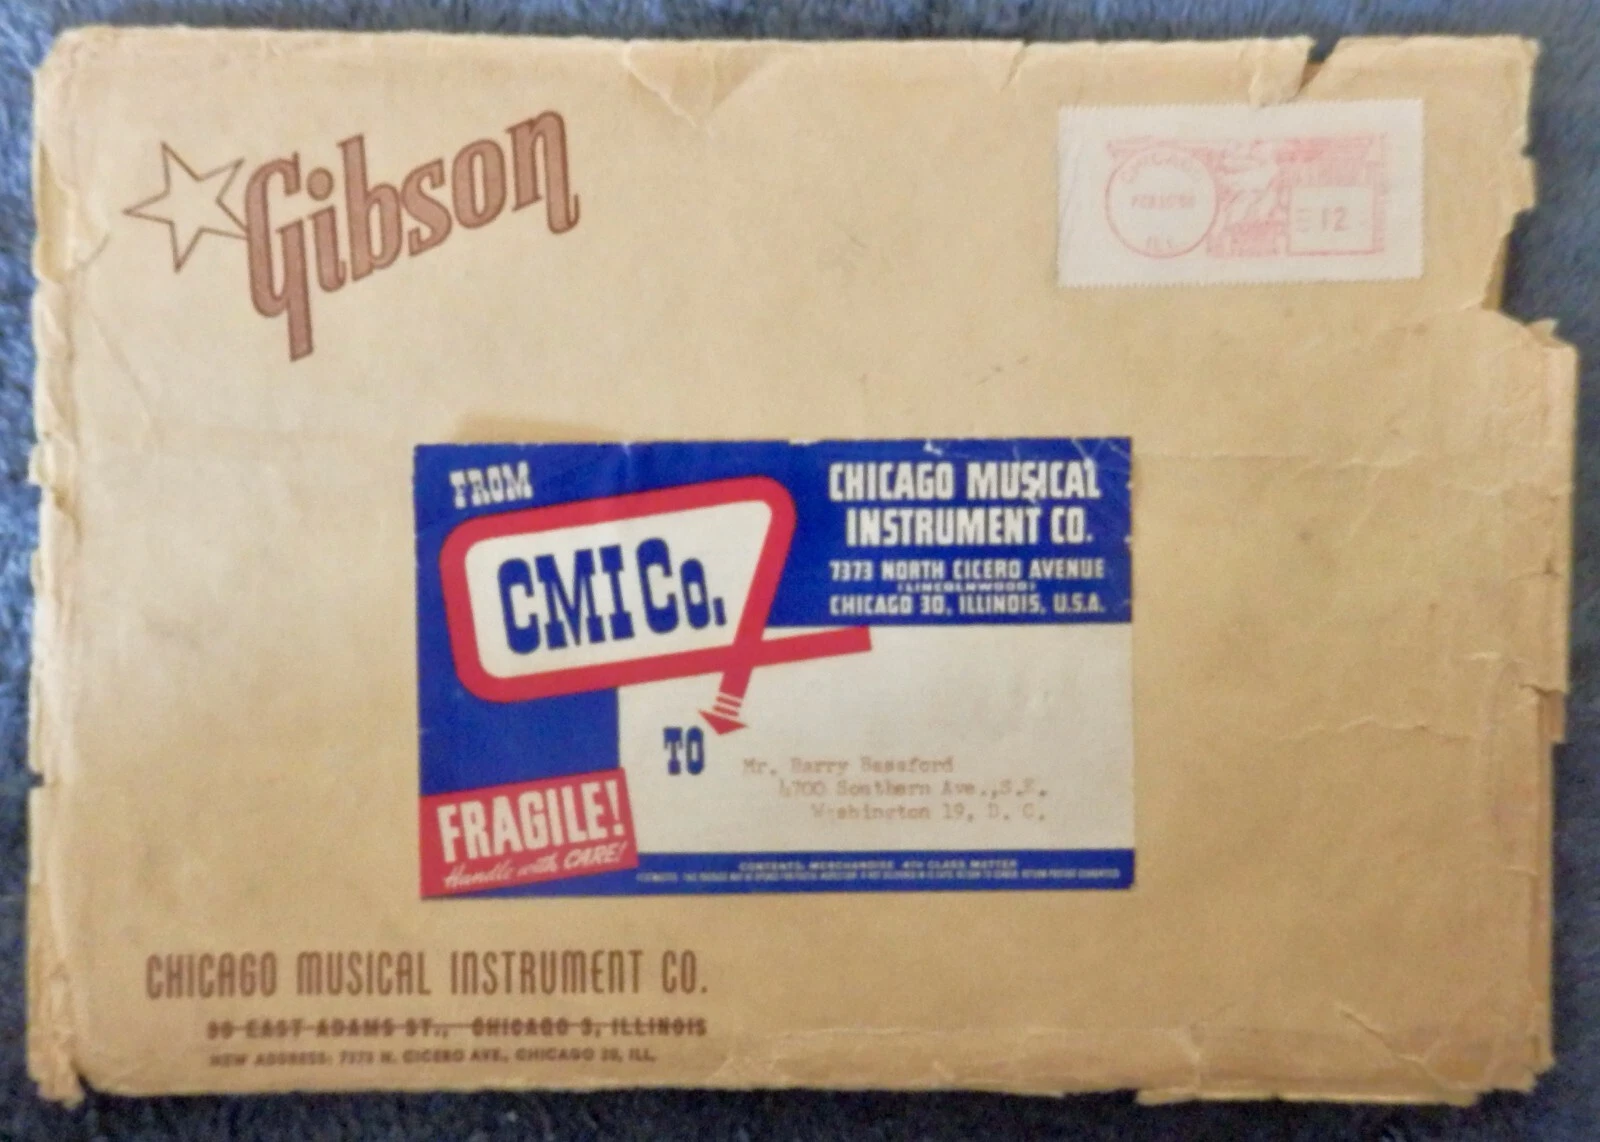 Gibson
CHICAGO
ILL.
12
FROM
CMI Co.
CHICAGO MUSICAL
INSTRUMENT CO.
7373 NORTH CICERO AVENUE
(LINCOLNWOOD)
CHICAGO 30, ILLINOIS, U.S.A.
TO
Mr. Barry Bassford
4700 Southern Ave.,S.E.
Washington 19, D. C.
FRAGILE!
Handle with CARE!
CONTENTS: MERCHANDISE 4TH CLASS MATTER
CHICAGO MUSICAL INSTRUMENT CO.
30 EAST ADAMS ST., CHICAGO 3, ILLINOIS
NEW ADDRESS: 7373 N. CICERO AVE., CHICAGO 30, ILL.